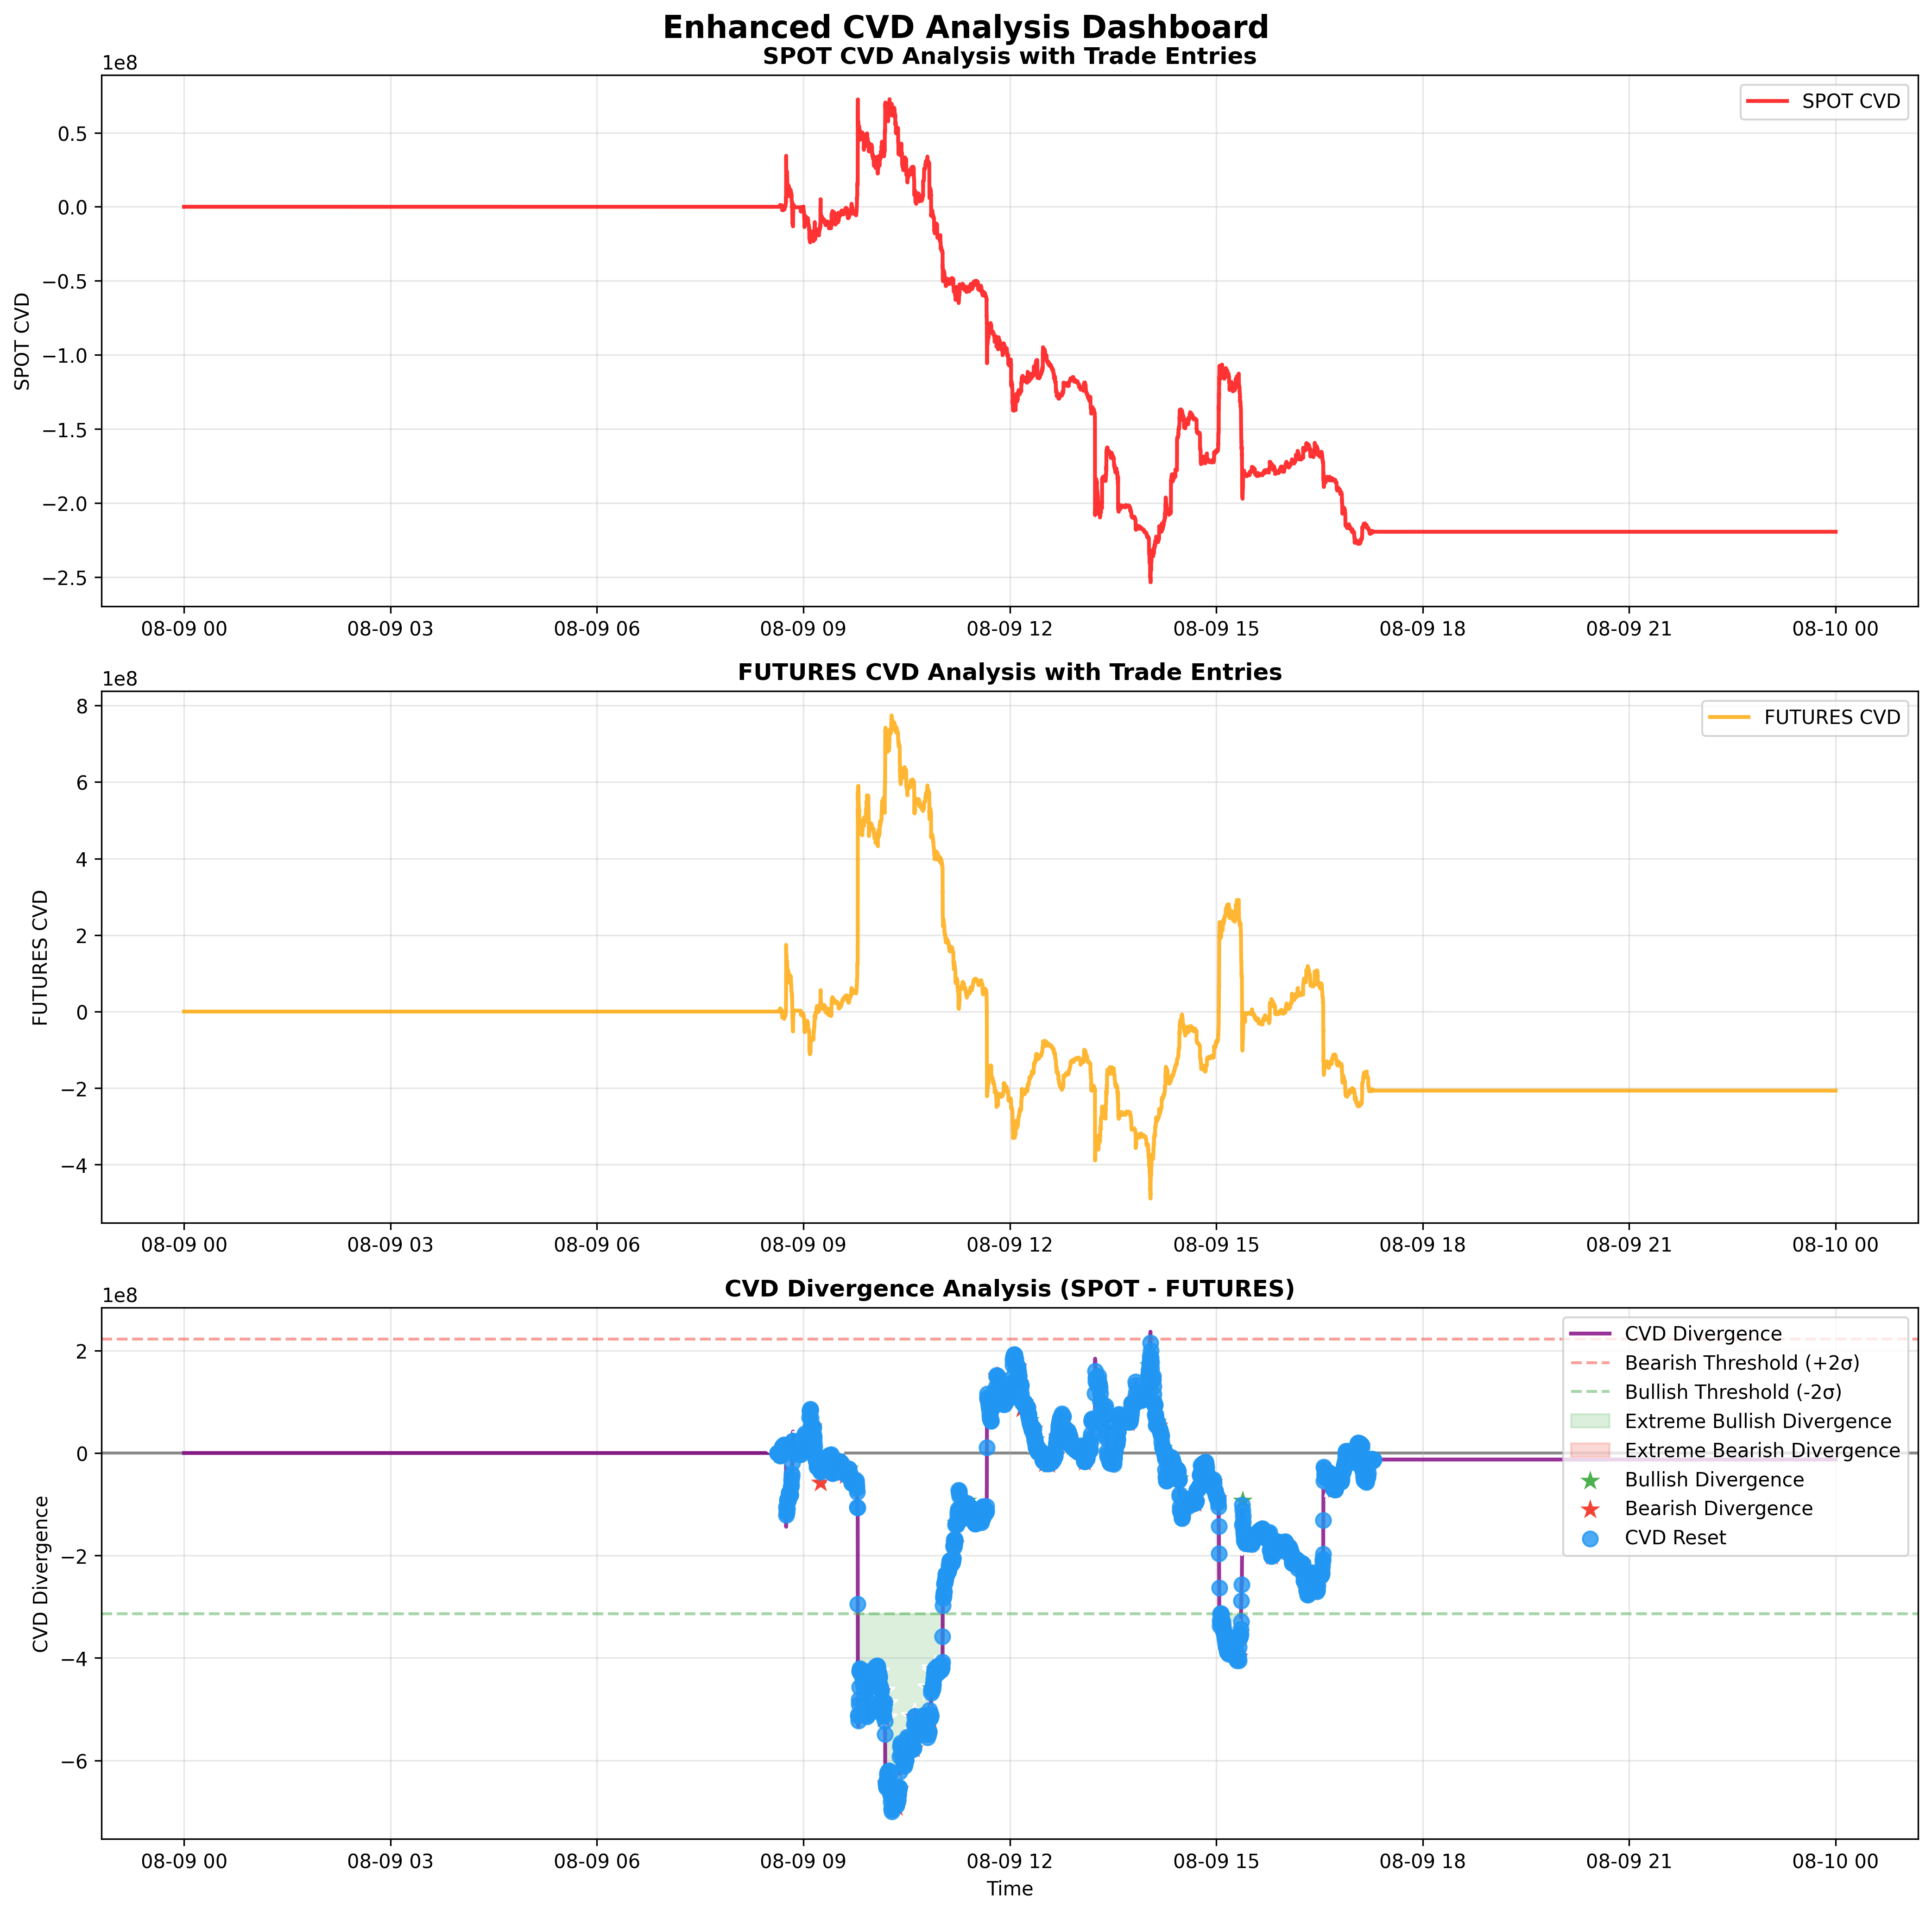 Enhanced CVD Analysis Dashboard
SPOT CVD Analysis with Trade Entries
1e8
SPOT CVD
0.5
0.0
−0.5
−1.0
−1.5
−2.0
−2.5
SPOT CVD
08-09 00 08-09 03 08-09 06 08-09 09 08-09 12 08-09 15 08-09 18 08-09 21 08-10 00
FUTURES CVD Analysis with Trade Entries
1e8
FUTURES CVD
8
6
4
2
0
−2
−4
FUTURES CVD
08-09 00 08-09 03 08-09 06 08-09 09 08-09 12 08-09 15 08-09 18 08-09 21 08-10 00
CVD Divergence Analysis (SPOT - FUTURES)
1e8
CVD Divergence
Bearish Threshold (+2σ)
Bullish Threshold (-2σ)
Extreme Bullish Divergence
Extreme Bearish Divergence
Bullish Divergence
Bearish Divergence
CVD Reset
2
0
−2
−4
−6
CVD Divergence
08-09 00 08-09 03 08-09 06 08-09 09 08-09 12 08-09 15 08-09 18 08-09 21 08-10 00
Time